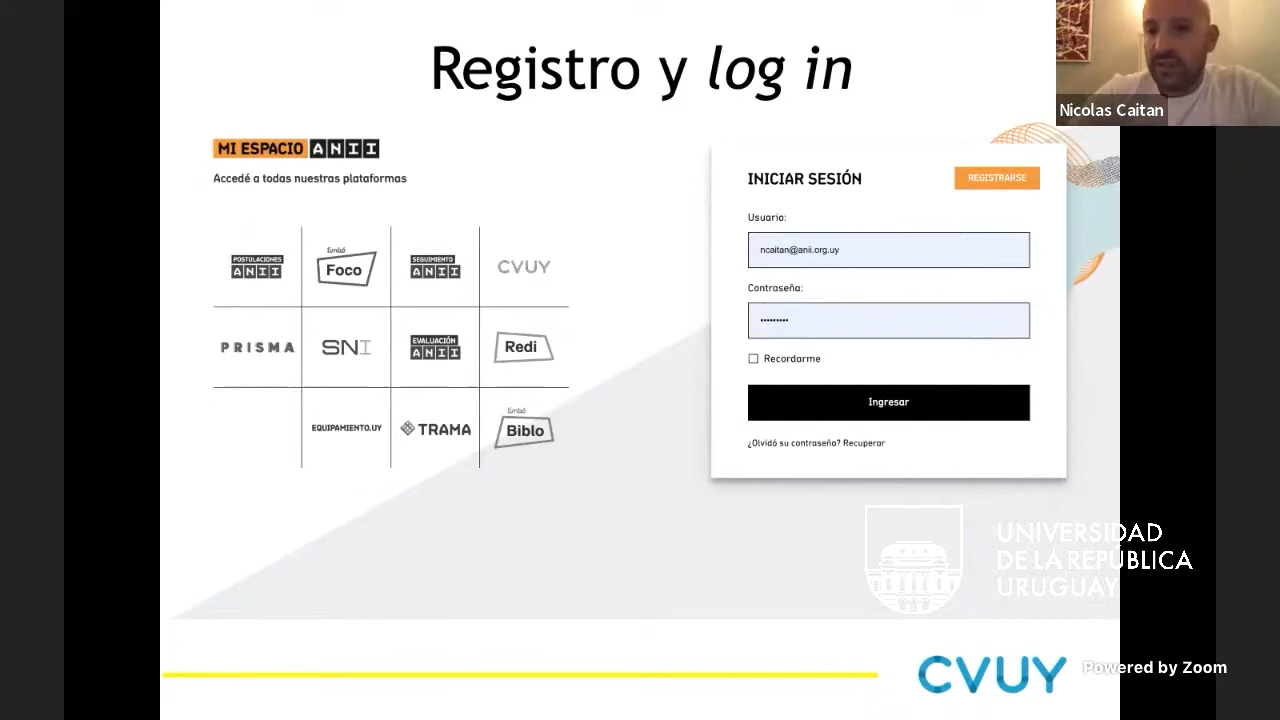 Registro y log in
Nicolas Caitan
MI ESPACIO ANII
Accedé a todas nuestras plataformas
POSTULACIONES
ANII
timbó
Foco
SEGUIMIENTO
ANII
CVUY
PRISMA
SNI
EVALUACIÓN
ANII
Redi
EQUIPAMIENTO.UY
TRAMA
timbó
Biblo
INICIAR SESIÓN
REGISTRARSE
Usuario:
ncaitan@anii.org.uy
Contraseña:
•••••••••
Recordarme
Ingresar
¿Olvidó su contraseña? Recuperar
UNIVERSIDAD
DE LA REPÚBLICA
URUGUAY
CVUY
Powered by Zoom